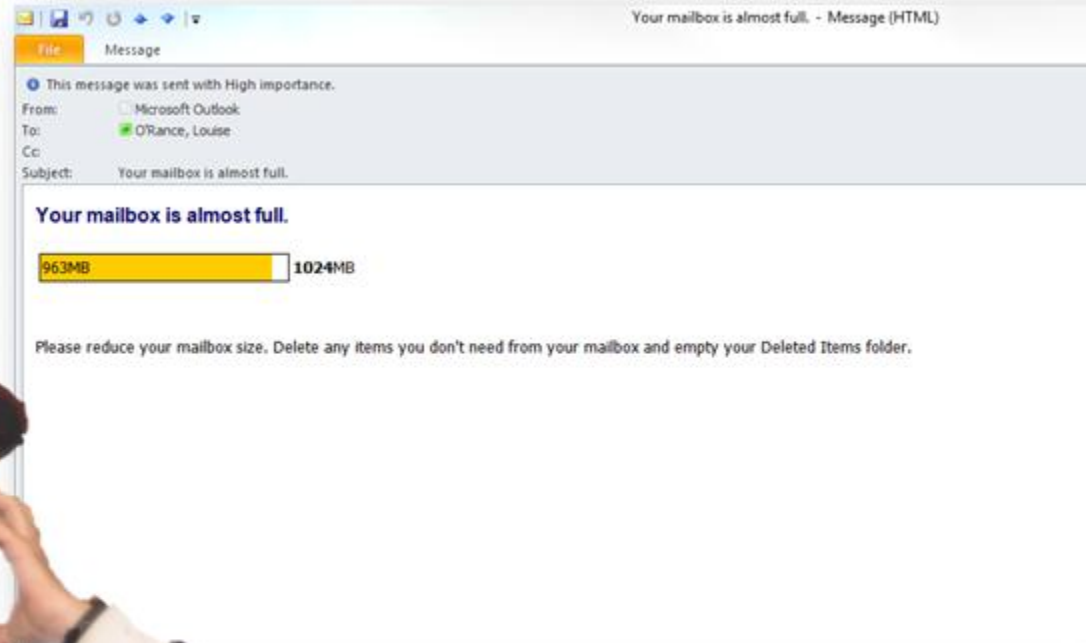 Your mailbox is almost full. - Message (HTML)
File Message
This message was sent with High importance.
From: Microsoft Outlook
To: O'Rance, Louise
Cc:
Subject: Your mailbox is almost full.
Your mailbox is almost full.
963MB 1024MB
Please reduce your mailbox size. Delete any items you don't need from your mailbox and empty your Deleted Items folder.